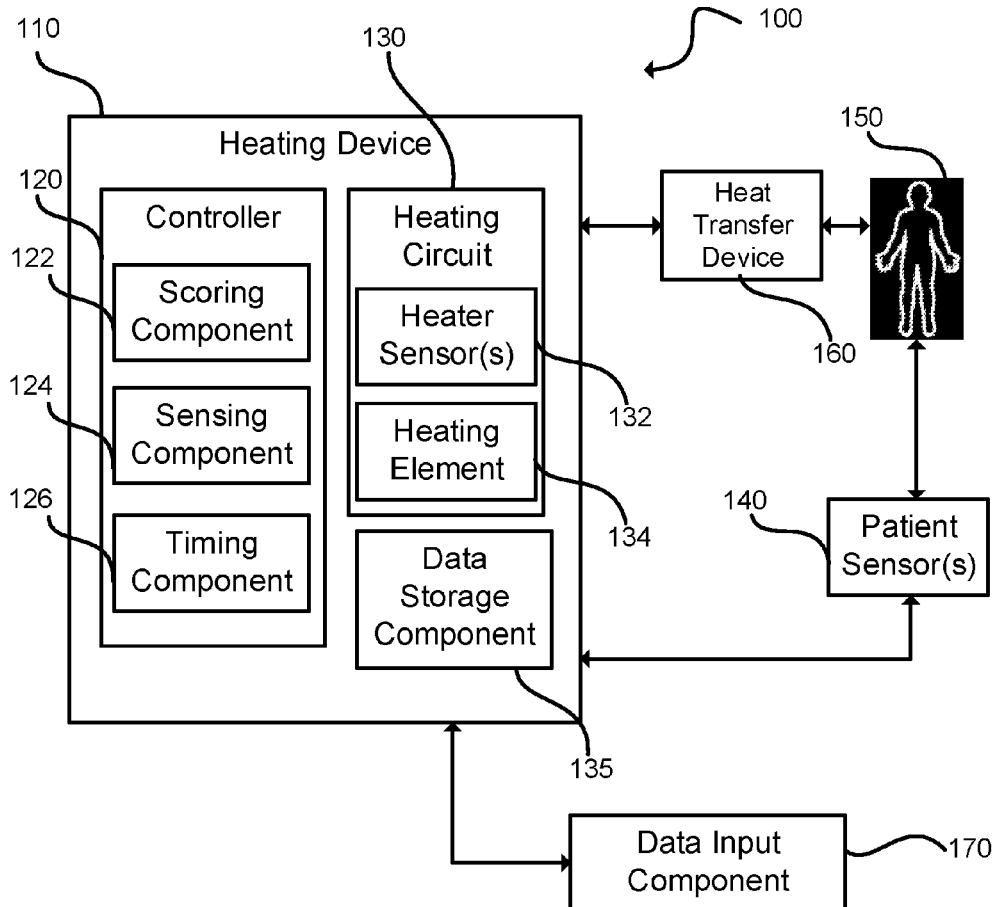 100
110
130
150
Heating Device
120
Controller
Heating
Circuit
Heat
Transfer
Device
122
Scoring
Component
Heater
Sensor(s)
160
124
Sensing
Component
132
Heating
Element
126
Timing
Component
134
140
Patient
Sensor(s)
Data
Storage
Component
135
Data Input
Component
170